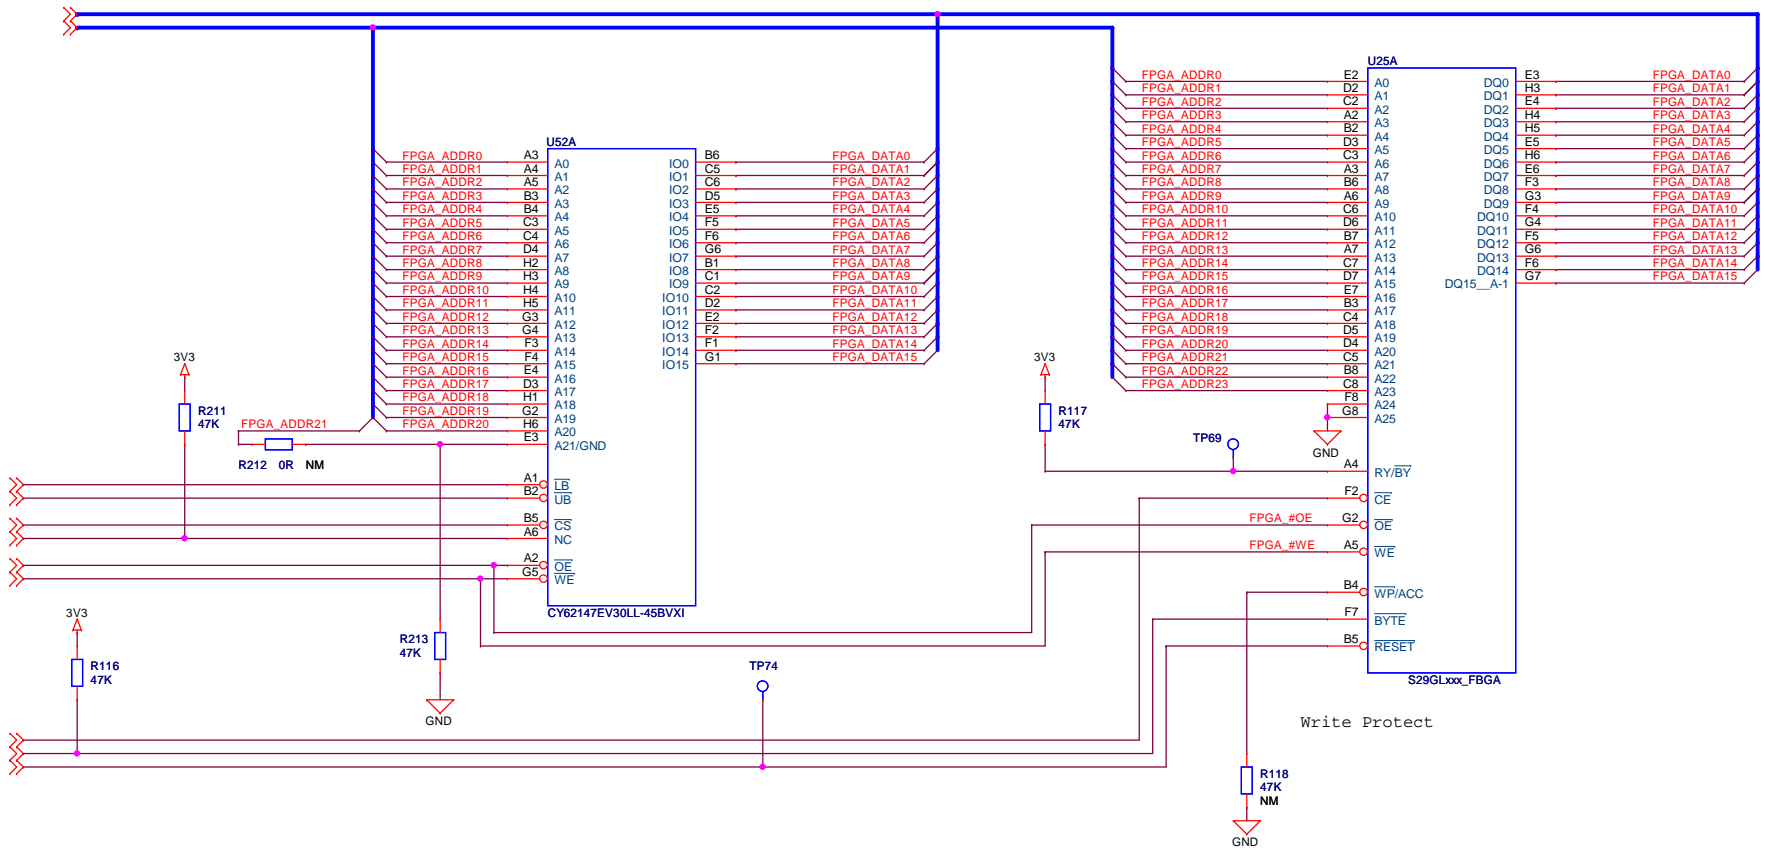 U52A
FPGA_ADDR0 A3 A0 IO0 B6 FPGA_DATA0
FPGA_ADDR1 A4 A1 IO1 C5 FPGA_DATA1
FPGA_ADDR2 A5 A2 IO2 C6 FPGA_DATA2
FPGA_ADDR3 B3 A3 IO3 D5 FPGA_DATA3
FPGA_ADDR4 B4 A4 IO4 E5 FPGA_DATA4
FPGA_ADDR5 C3 A5 IO5 F5 FPGA_DATA5
FPGA_ADDR6 C4 A6 IO6 F6 FPGA_DATA6
FPGA_ADDR7 D4 A7 IO7 G6 FPGA_DATA7
FPGA_ADDR8 H2 A8 IO8 B1 FPGA_DATA8
FPGA_ADDR9 H3 A9 IO9 C1 FPGA_DATA9
FPGA_ADDR10 H4 A10 IO10 C2 FPGA_DATA10
FPGA_ADDR11 H5 A11 IO11 D2 FPGA_DATA11
FPGA_ADDR12 G3 A12 IO12 E2 FPGA_DATA12
FPGA_ADDR13 G4 A13 IO13 F2 FPGA_DATA13
FPGA_ADDR14 F3 A14 IO14 F1 FPGA_DATA14
FPGA_ADDR15 F4 A15 IO15 G1 FPGA_DATA15
FPGA_ADDR16 E4 A16
FPGA_ADDR17 D3 A17
FPGA_ADDR18 H1 A18
FPGA_ADDR19 G2 A19
FPGA_ADDR20 H6 A20
FPGA_ADDR21 E3 A21/GND
R212 0R NM
3V3
R211
47K
A1 LB
B2 UB
B5 CS
A6 NC
A2 OE
G5 WE
CY62147EV30LL-45BVXI
3V3
R116
47K
R213
47K
GND
TP74
U25A
FPGA_ADDR0 E2 A0 DQ0 E3 FPGA_DATA0
FPGA_ADDR1 D2 A1 DQ1 H3 FPGA_DATA1
FPGA_ADDR2 C2 A2 DQ2 E4 FPGA_DATA2
FPGA_ADDR3 A2 A3 DQ3 H4 FPGA_DATA3
FPGA_ADDR4 B2 A4 DQ4 H5 FPGA_DATA4
FPGA_ADDR5 D3 A5 DQ5 E5 FPGA_DATA5
FPGA_ADDR6 C3 A6 DQ6 H6 FPGA_DATA6
FPGA_ADDR7 A3 A7 DQ7 E6 FPGA_DATA7
FPGA_ADDR8 B6 A8 DQ8 F3 FPGA_DATA8
FPGA_ADDR9 A6 A9 DQ9 G3 FPGA_DATA9
FPGA_ADDR10 C6 A10 DQ10 F4 FPGA_DATA10
FPGA_ADDR11 D6 A11 DQ11 G4 FPGA_DATA11
FPGA_ADDR12 B7 A12 DQ12 F5 FPGA_DATA12
FPGA_ADDR13 A7 A13 DQ13 G6 FPGA_DATA13
FPGA_ADDR14 C7 A14 DQ14 F6 FPGA_DATA14
FPGA_ADDR15 D7 A15 DQ15__A-1 G7 FPGA_DATA15
FPGA_ADDR16 E7 A16
FPGA_ADDR17 B3 A17
FPGA_ADDR18 C4 A18
FPGA_ADDR19 D5 A19
FPGA_ADDR20 D4 A20
FPGA_ADDR21 C5 A21
FPGA_ADDR22 B8 A22
FPGA_ADDR23 C8 A23
F8 A24
G8 A25
GND
3V3
R117
47K
TP69
A4 RY/BY
F2 CE
FPGA_#OE G2 OE
FPGA_#WE A5 WE
B4 WP/ACC
F7 BYTE
B5 RESET
S29GLxxx_FBGA
Write Protect
R118
47K
NM
GND